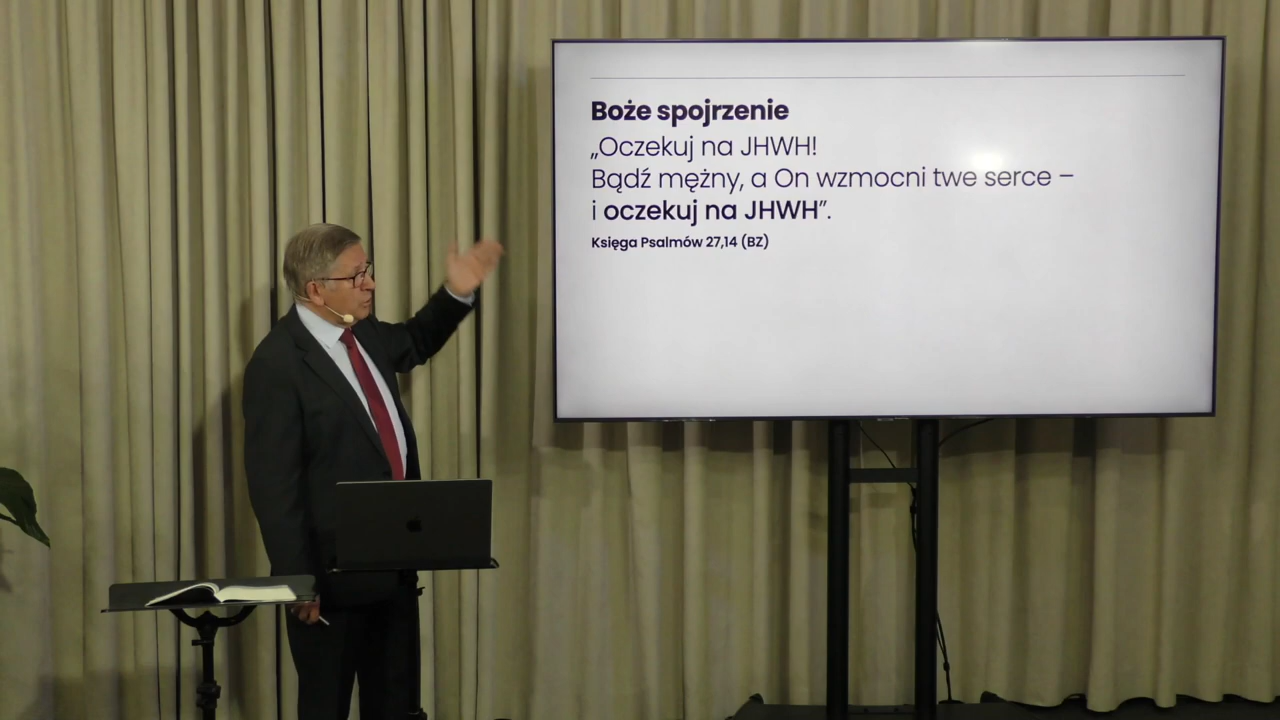 Boże spojrzenie
„Oczekuj na JHWH!
Bądź mężny, a On wzmocni twe serce –
i oczekuj na JHWH”.
Księga Psalmów 27,14 (BZ)